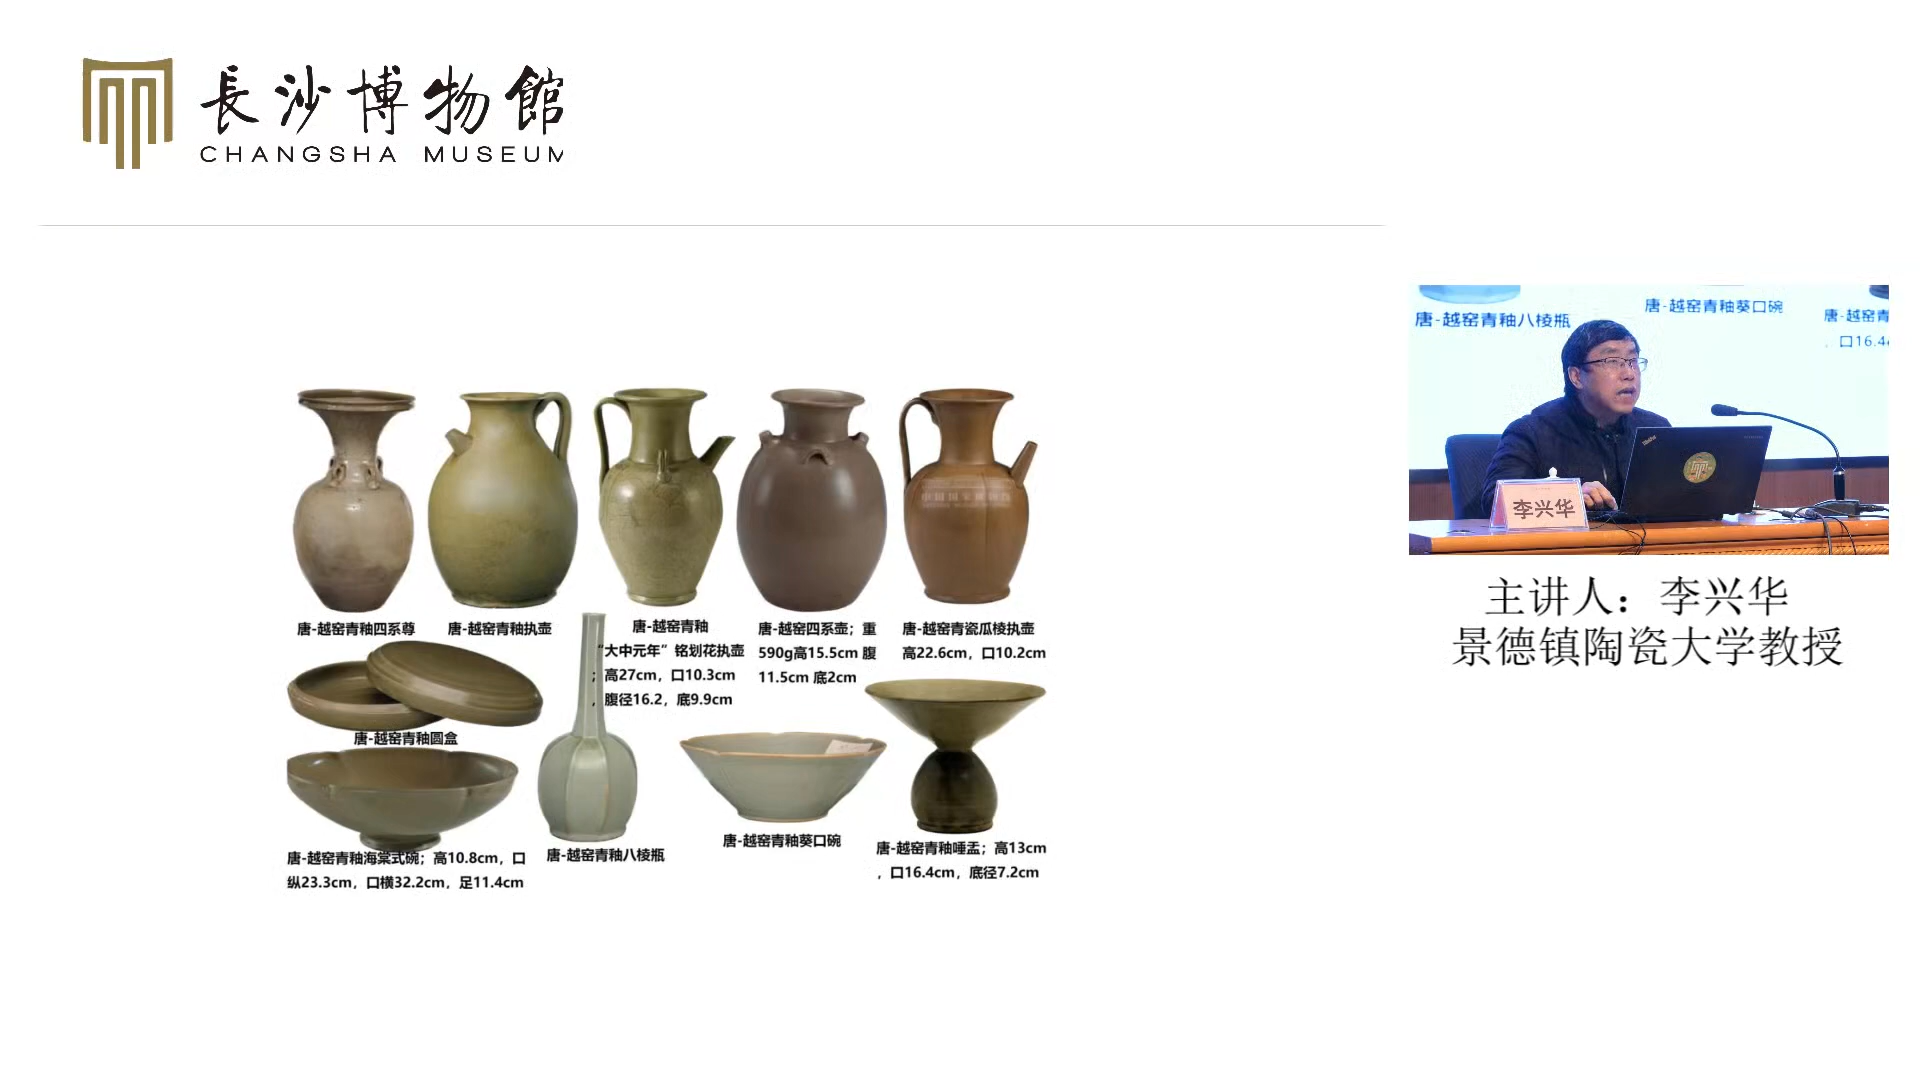 長沙博物館
CHANGSHA MUSEUM
唐-越窑青釉八棱瓶
唐-越窑青釉葵口碗
唐-越窑青
，口16.4
李兴华
主讲人：李兴华
景德镇陶瓷大学教授
唐-越窑青釉四系尊
唐-越窑青釉执壶
唐-越窑青釉
“大中元年”铭划花执壶
；高27cm，口10.3cm
，腹径16.2，底9.9cm
唐-越窑四系壶；重
590g高15.5cm 腹
11.5cm 底2cm
唐-越窑青瓷瓜棱执壶
高22.6cm，口10.2cm
唐-越窑青釉圆盒
唐-越窑青釉海棠式碗；高10.8cm，口
纵23.3cm，口横32.2cm，足11.4cm
唐-越窑青釉八棱瓶
唐-越窑青釉葵口碗
唐-越窑青釉唾盂；高13cm
，口16.4cm，底径7.2cm